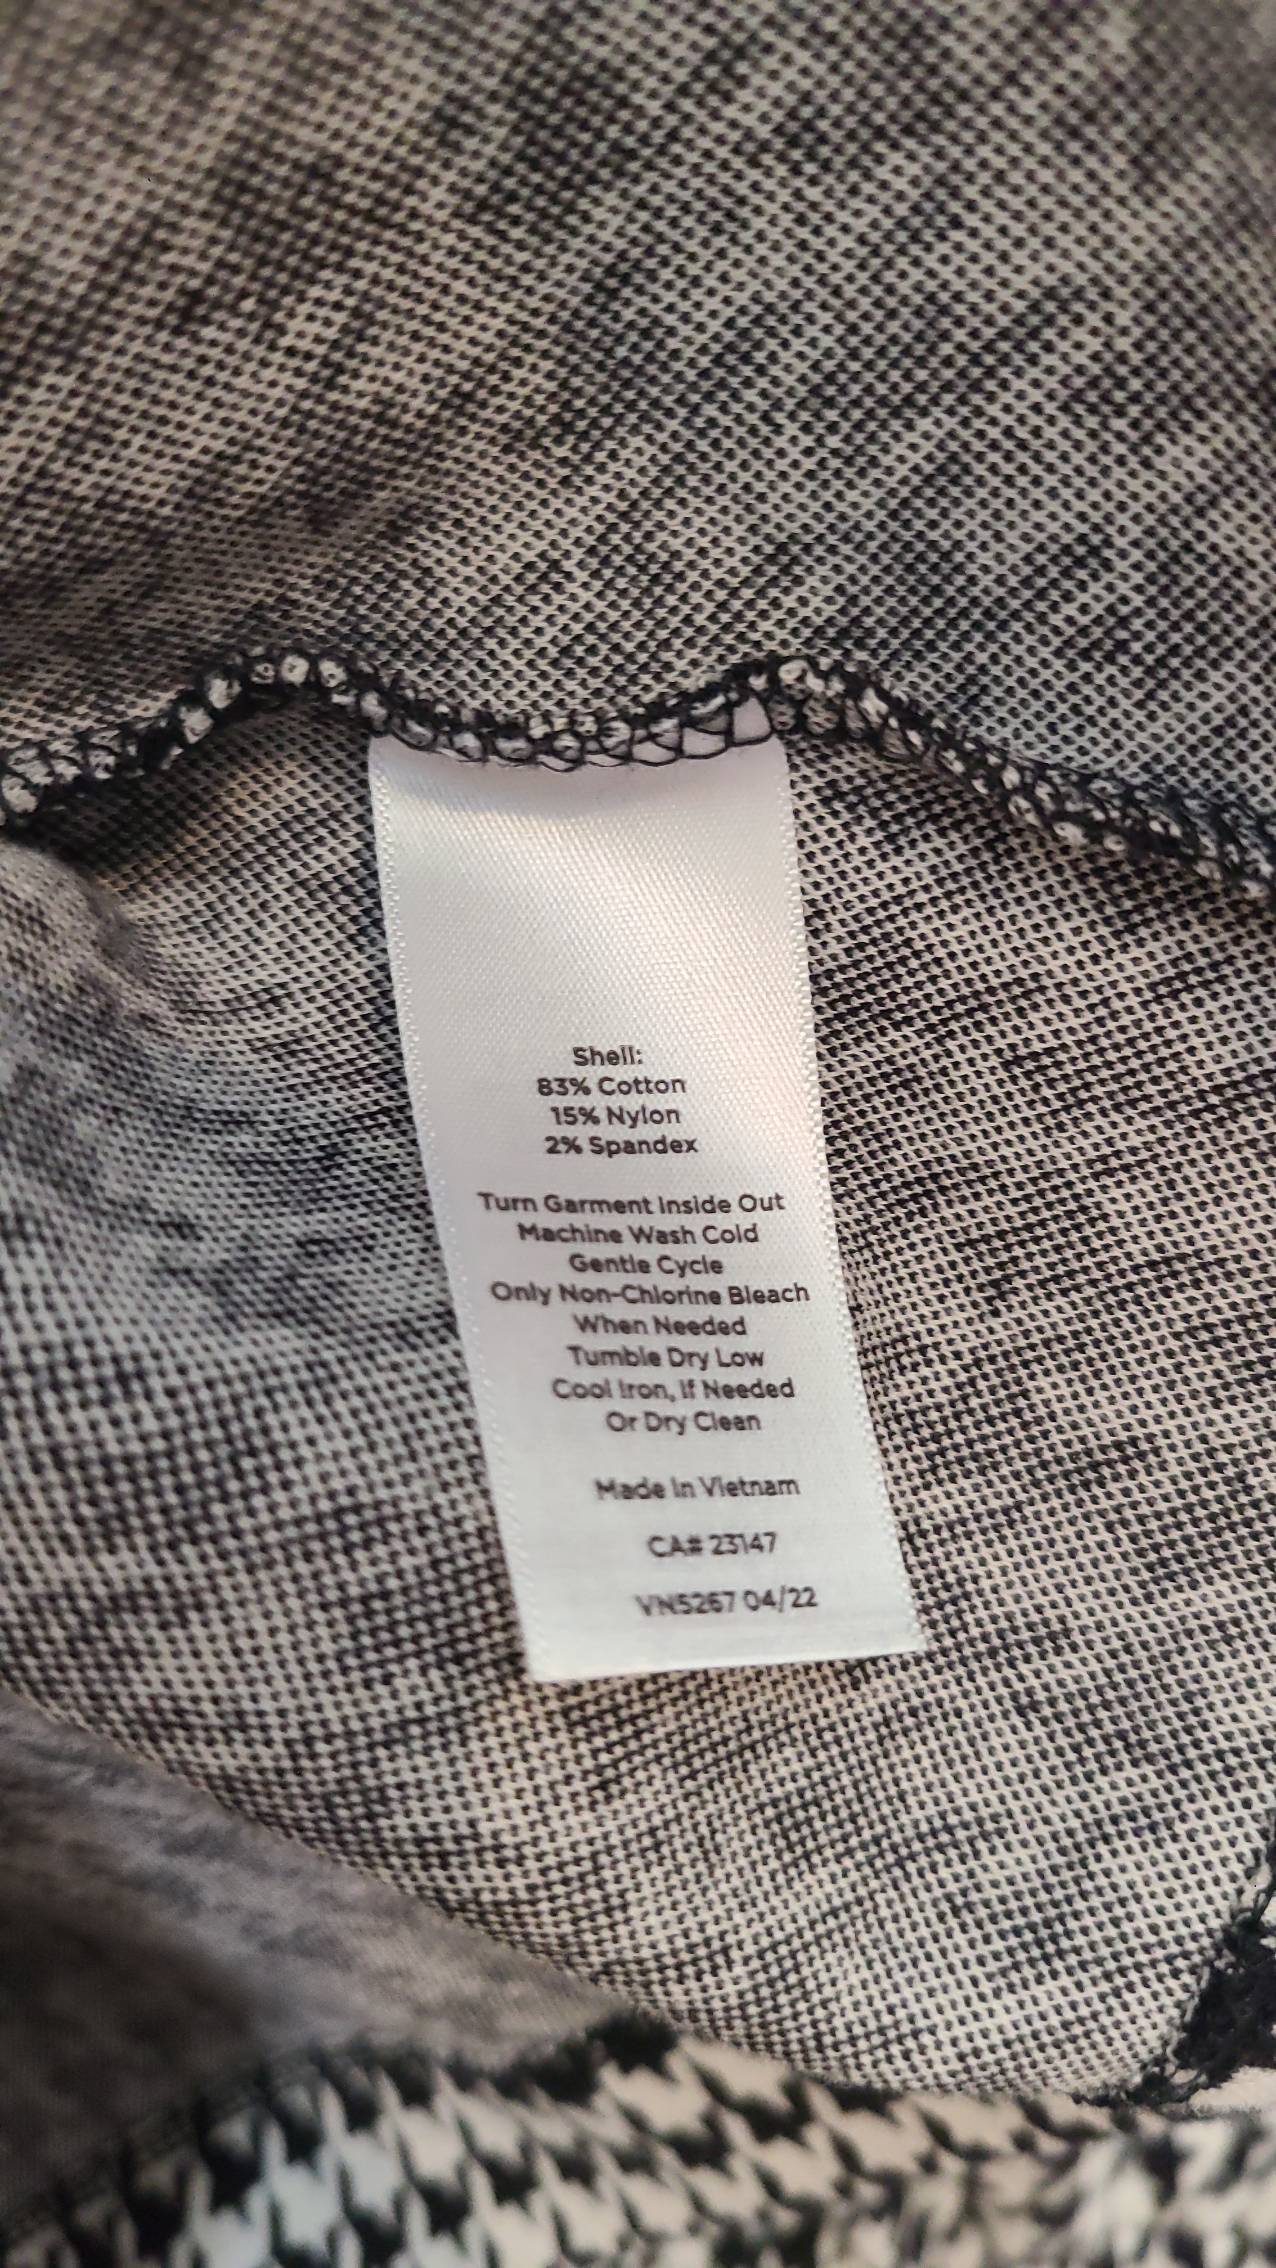 Shell:
83% Cotton
15% Nylon
2% Spandex
Turn Garment Inside Out
Machine Wash Cold
Gentle Cycle
Only Non-Chlorine Bleach
When Needed
Tumble Dry Low
Cool Iron, If Needed
Or Dry Clean
Made In Vietnam
CA# 23147
VN5267 04/22